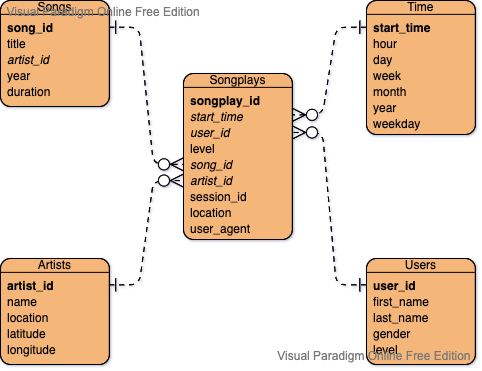 Songs
Visual Paradigm Online Free Edition
song_id
title
artist_id
year
duration
Time
start_time
hour
day
week
month
year
weekday
Songplays
songplay_id
start_time
user_id
level
song_id
artist_id
session_id
location
user_agent
Artists
artist_id
name
location
latitude
longitude
Users
user_id
first_name
last_name
gender
level
Visual Paradigm Online Free Edition